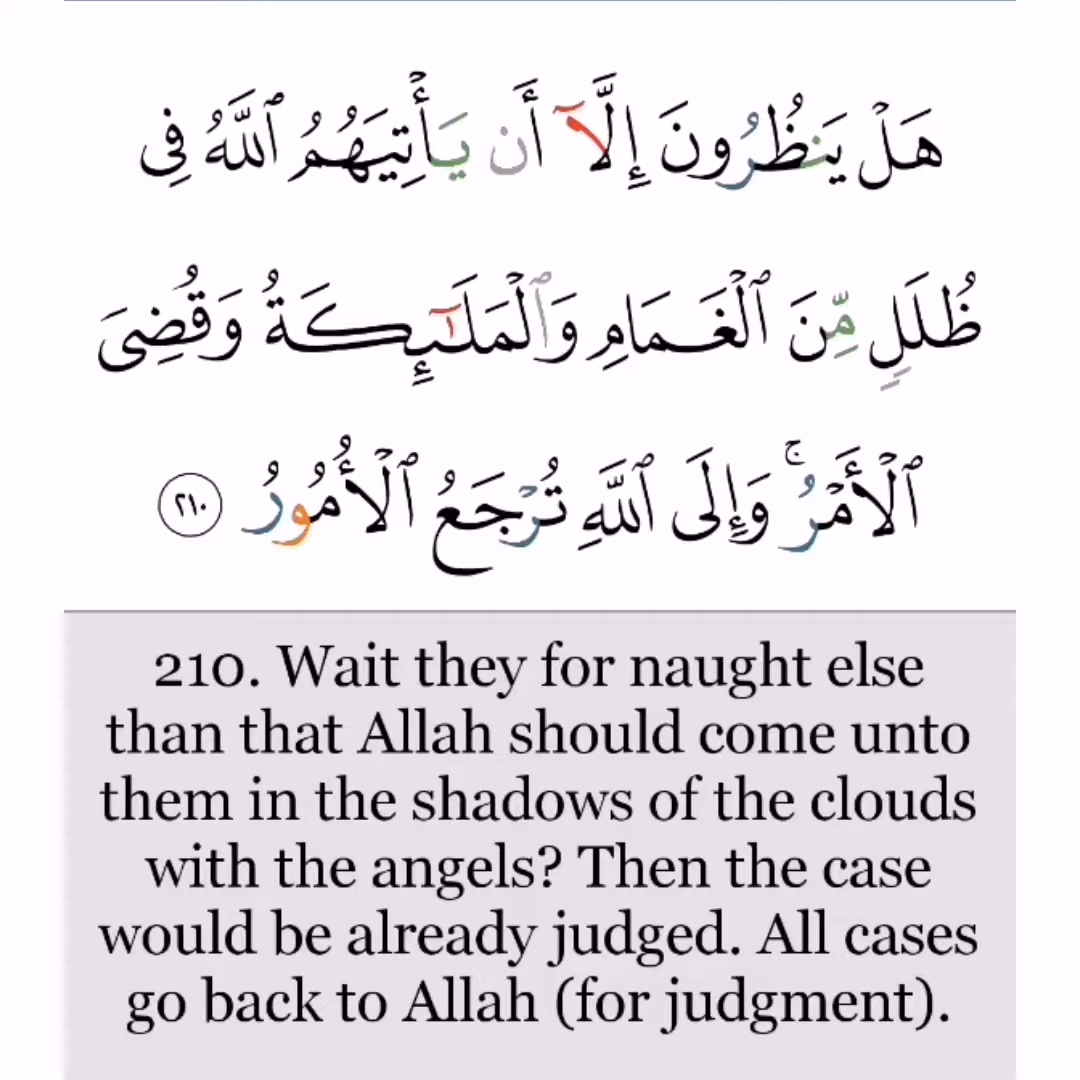 هَلْ يَنظُرُونَ إِلَّآ أَن يَأْتِيَهُمُ ٱللَّهُ فِى
ظُلَلٍ مِّنَ ٱلْغَمَامِ وَٱلْمَلَـٰٓئِكَةُ وَقُضِىَ
ٱلْأَمْرُ ۚ وَإِلَى ٱللَّهِ تُرْجَعُ ٱلْأُمُورُ ٢١٠
210. Wait they for naught else
than that Allah should come unto
them in the shadows of the clouds
with the angels? Then the case
would be already judged. All cases
go back to Allah (for judgment).